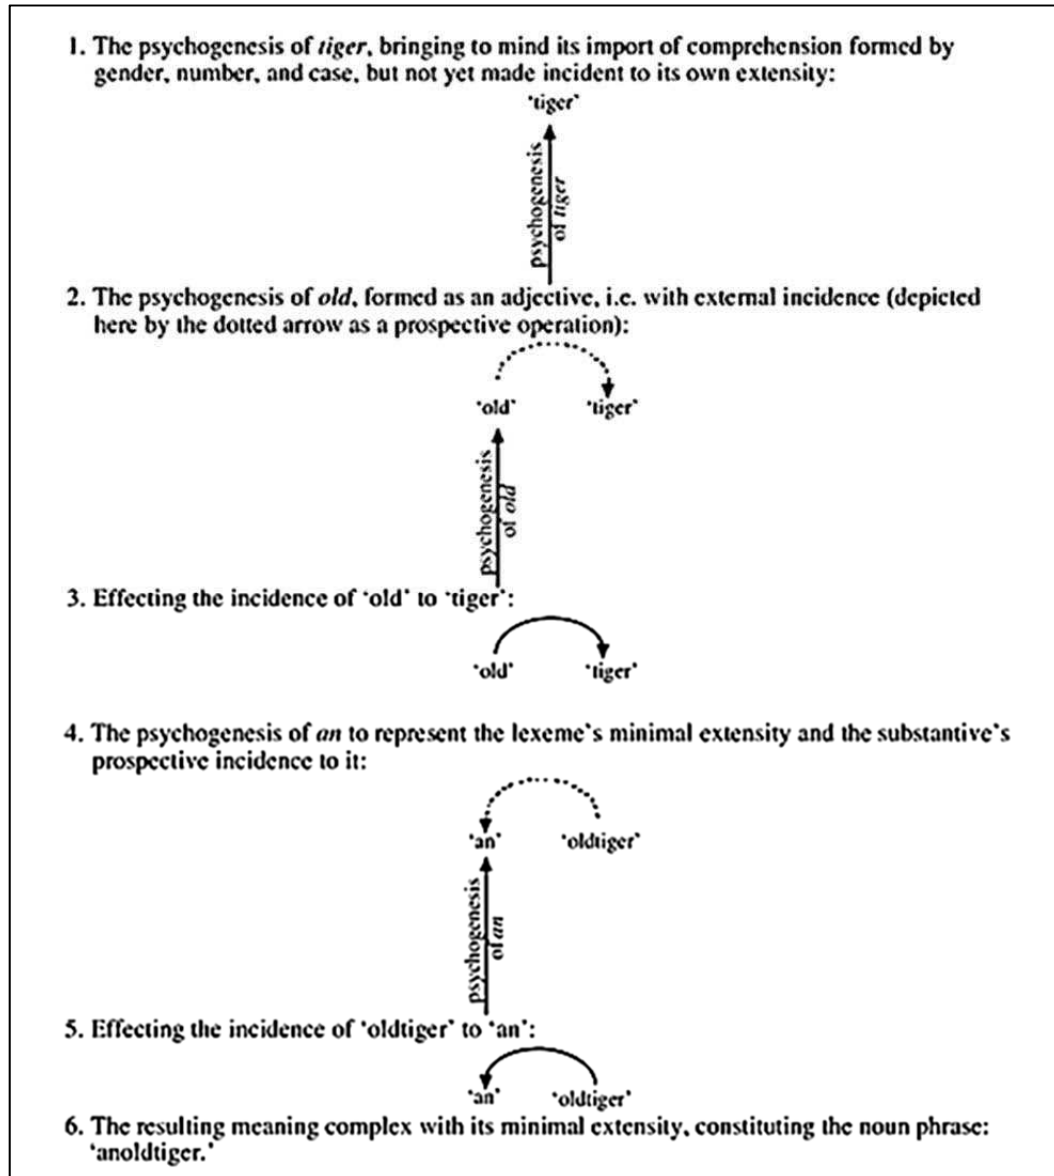 1. The psychogenesis of tiger, bringing to mind its import of comprehension formed by
gender, number, and case, but not yet made incident to its own extensity:
'tiger'
psychogenesis
of tiger
2. The psychogenesis of old, formed as an adjective, i.e. with external incidence (depicted
here by the dotted arrow as a prospective operation):
'old' 'tiger'
psychogenesis
of old
3. Effecting the incidence of 'old' to 'tiger':
'old' 'tiger'
4. The psychogenesis of an to represent the lexeme's minimal extensity and the substantive's
prospective incidence to it:
'an' 'oldtiger'
psychogenesis
of an
5. Effecting the incidence of 'oldtiger' to 'an':
'an' 'oldtiger'
6. The resulting meaning complex with its minimal extensity, constituting the noun phrase:
'anoldtiger.'